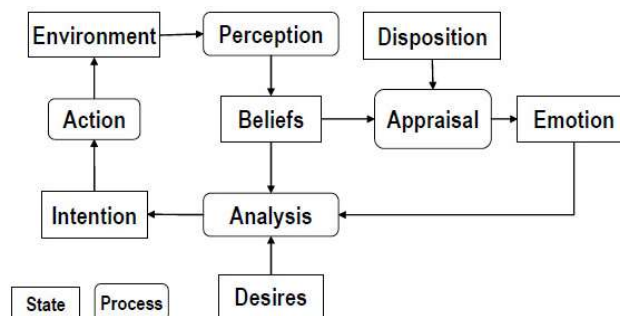 Environment
Perception
Disposition
Action
Beliefs
Appraisal
Emotion
Intention
Analysis
State
Process
Desires